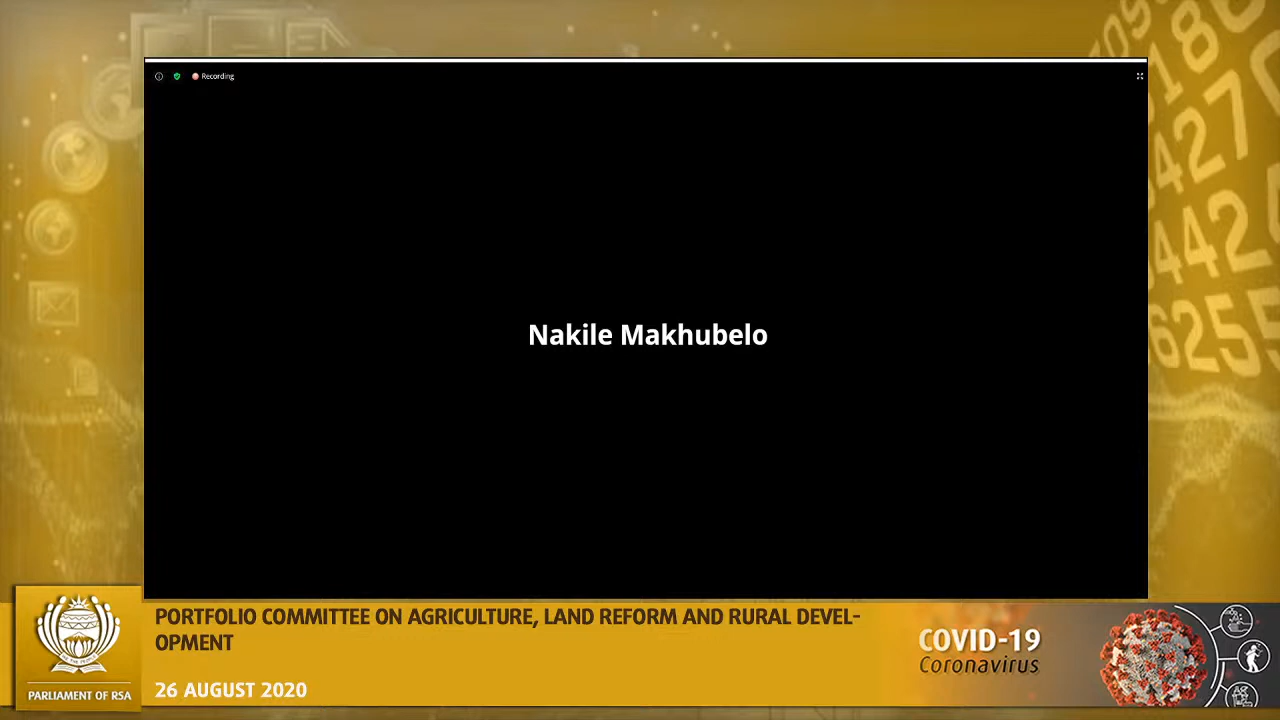 Recording
Nakile Makhubelo
PORTFOLIO COMMITTEE ON AGRICULTURE, LAND REFORM AND RURAL DEVEL-
OPMENT
26 AUGUST 2020
PARLIAMENT OF RSA
COVID-19
Coronavirus